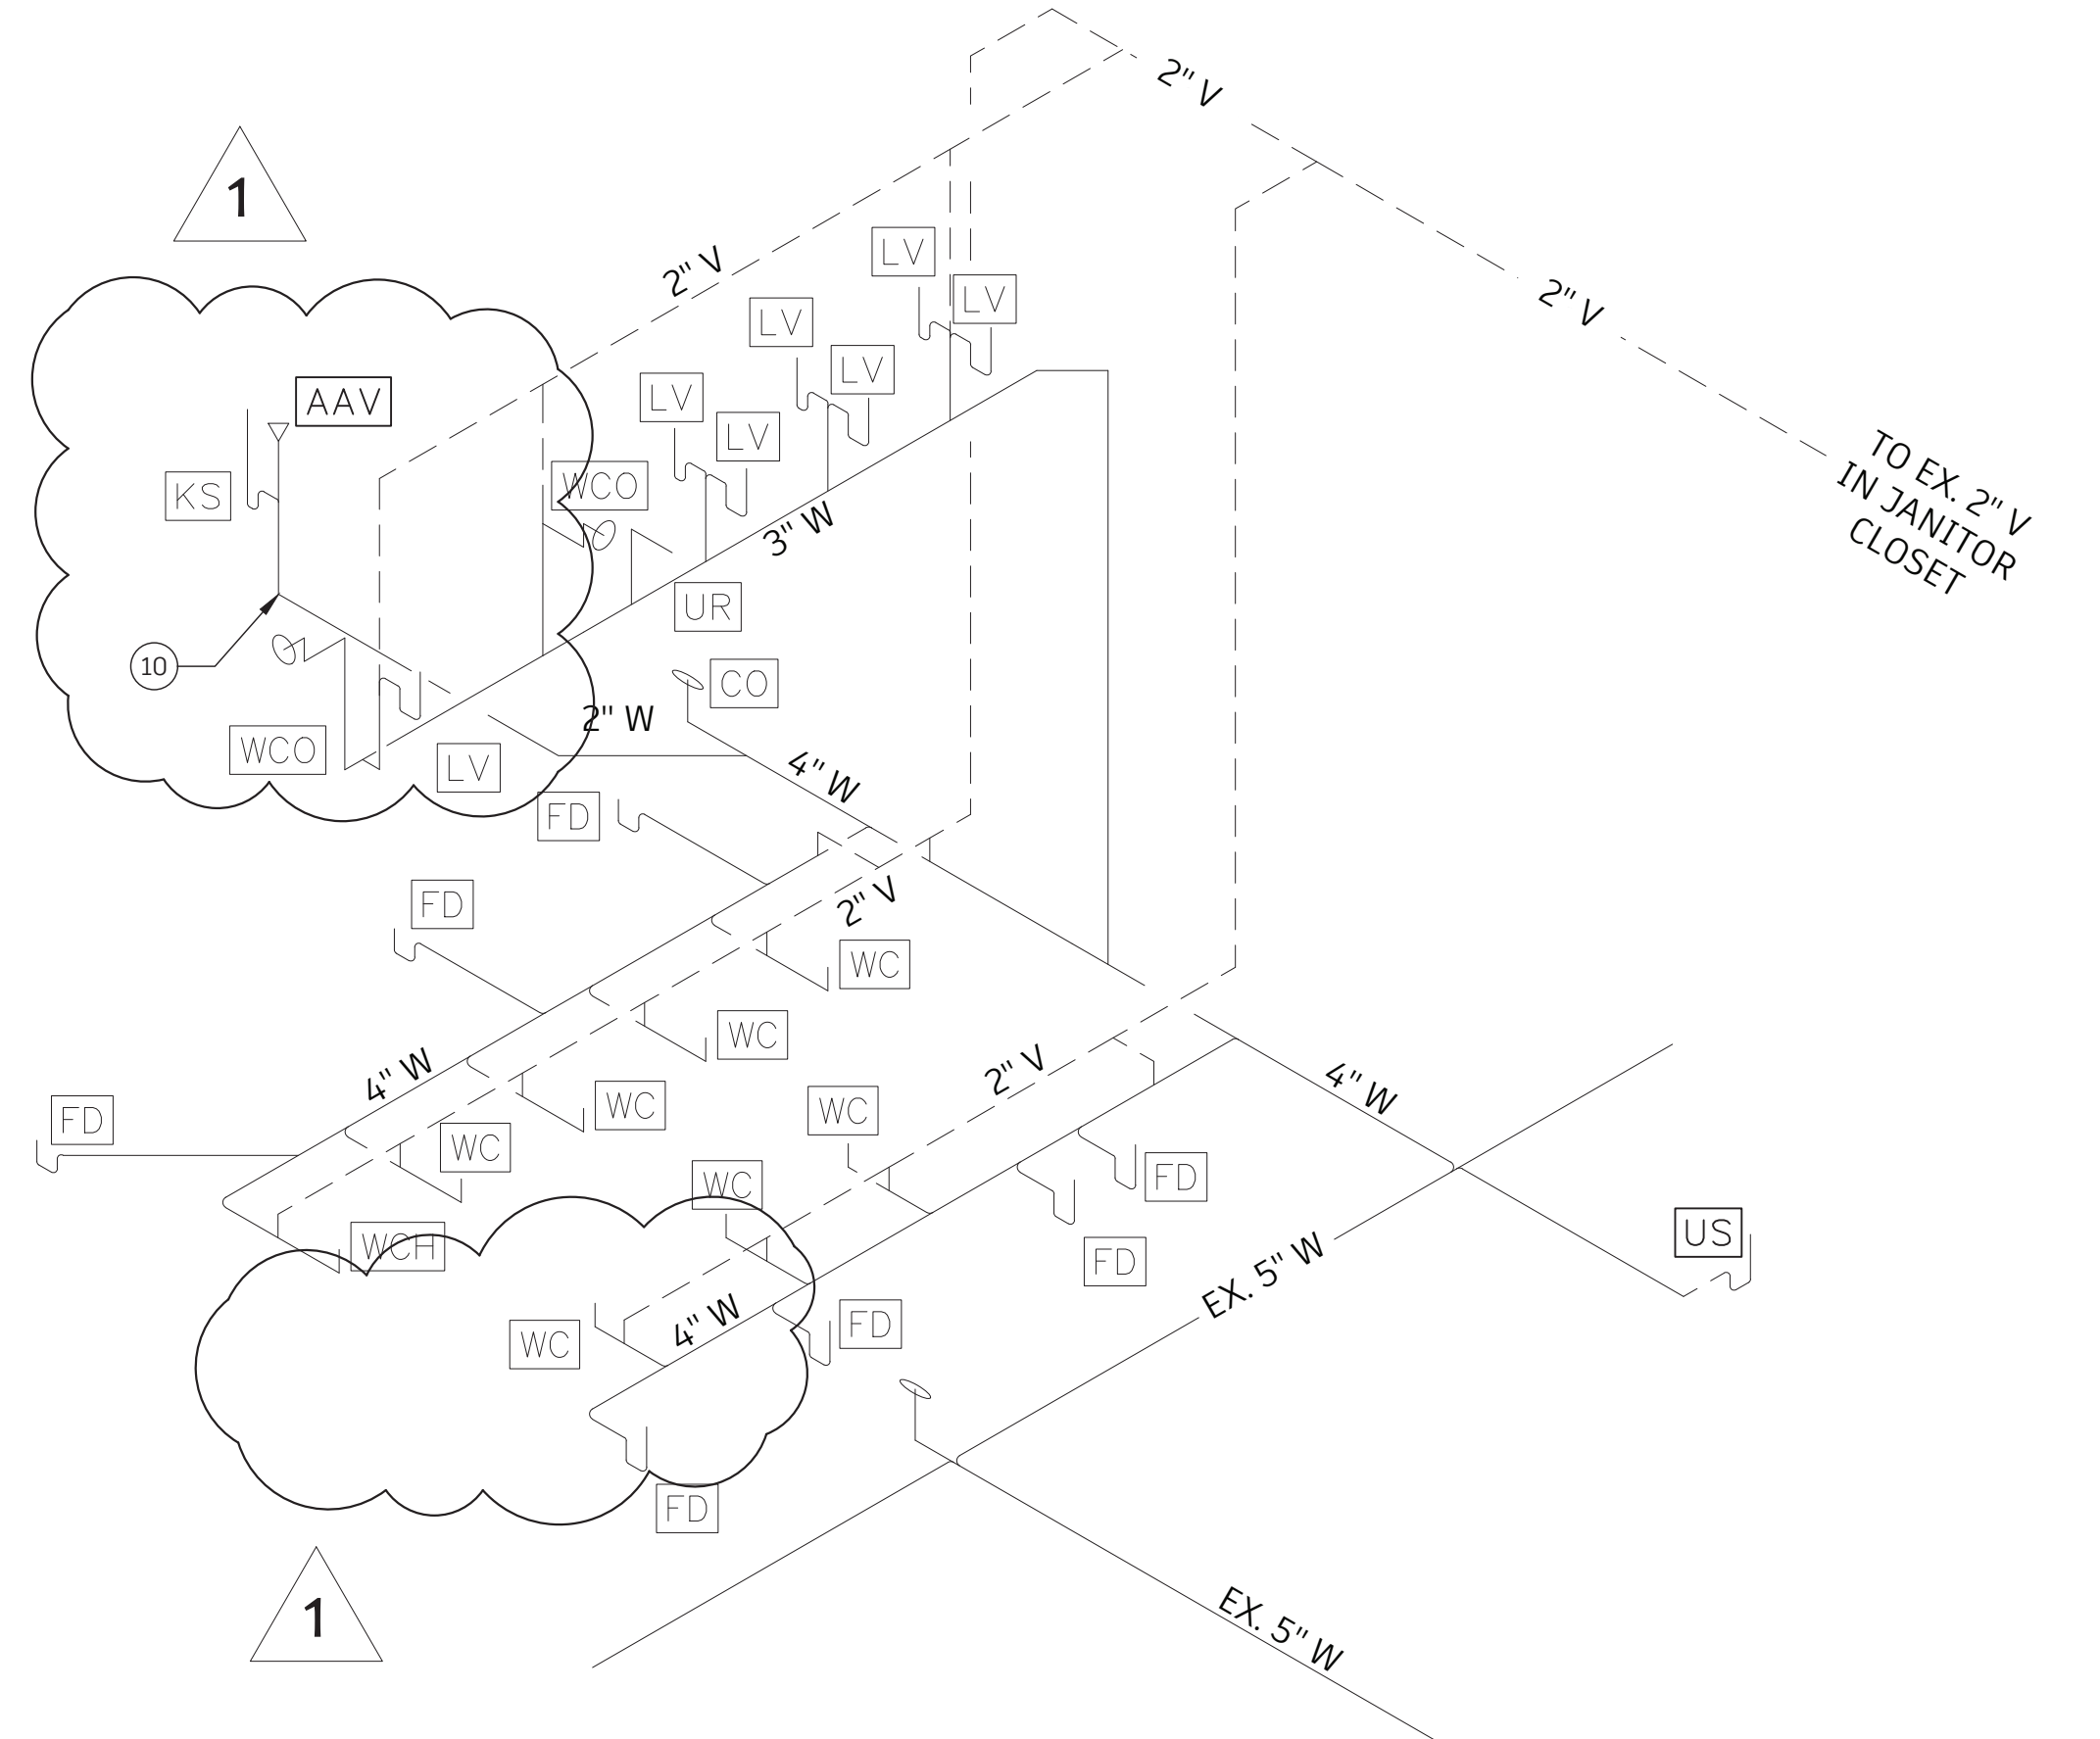 2" V
1
2" V
LV
LV
2" V
LV
LV
LV
AAV
LV
TO EX. 2" V
IN JANITOR
CLOSET
KS
WCO
3" W
UR
10
CO
2" W
WCO
LV
4" W
FD
FD
2" V
WC
WC
4" W
2" V
4" W
FD
WC
WC
WC
WC
FD
US
WCH
FD
EX. 5" W
4" W
FD
WC
FD
1
EX. 5" W